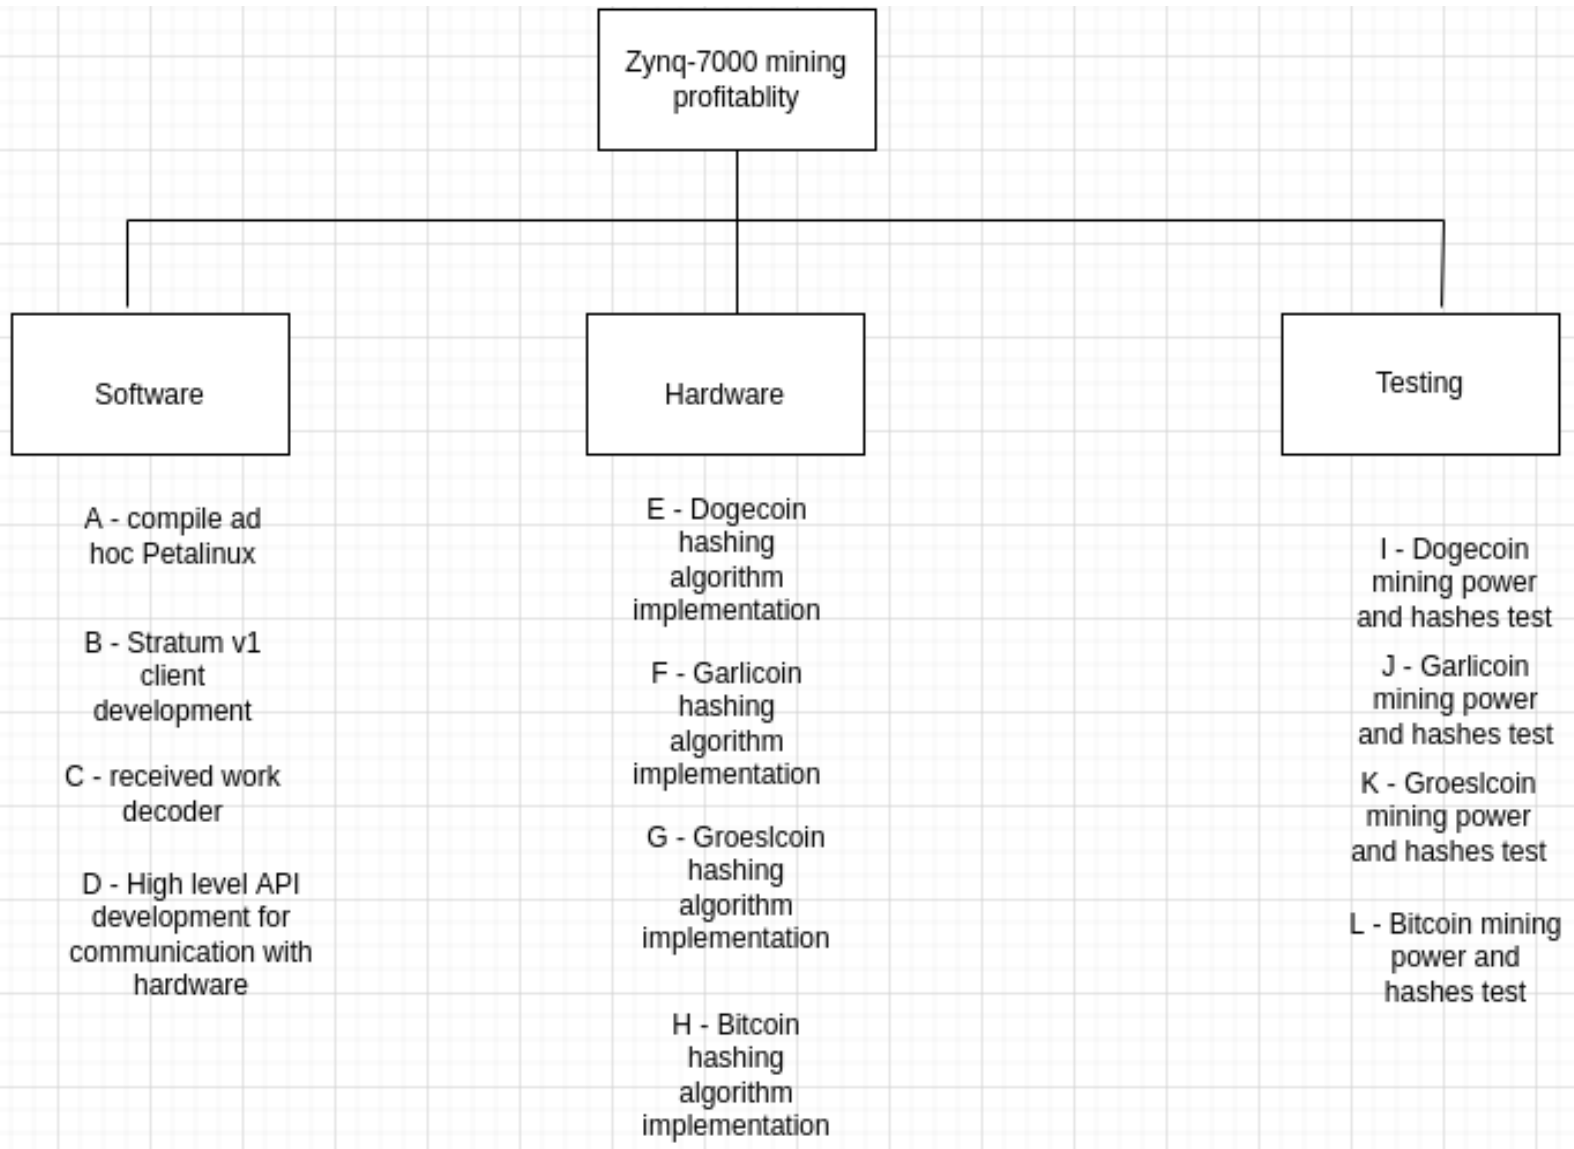 Zynq-7000 mining
profitablity
Software
Hardware
Testing
A - compile ad
hoc Petalinux
B - Stratum v1
client
development
C - received work
decoder
D - High level API
development for
communication with
hardware
E - Dogecoin
hashing
algorithm
implementation
F - Garlicoin
hashing
algorithm
implementation
G - Groeslcoin
hashing
algorithm
implementation
H - Bitcoin
hashing
algorithm
implementation
I - Dogecoin
mining power
and hashes test
J - Garlicoin
mining power
and hashes test
K - Groeslcoin
mining power
and hashes test
L - Bitcoin mining
power and
hashes test